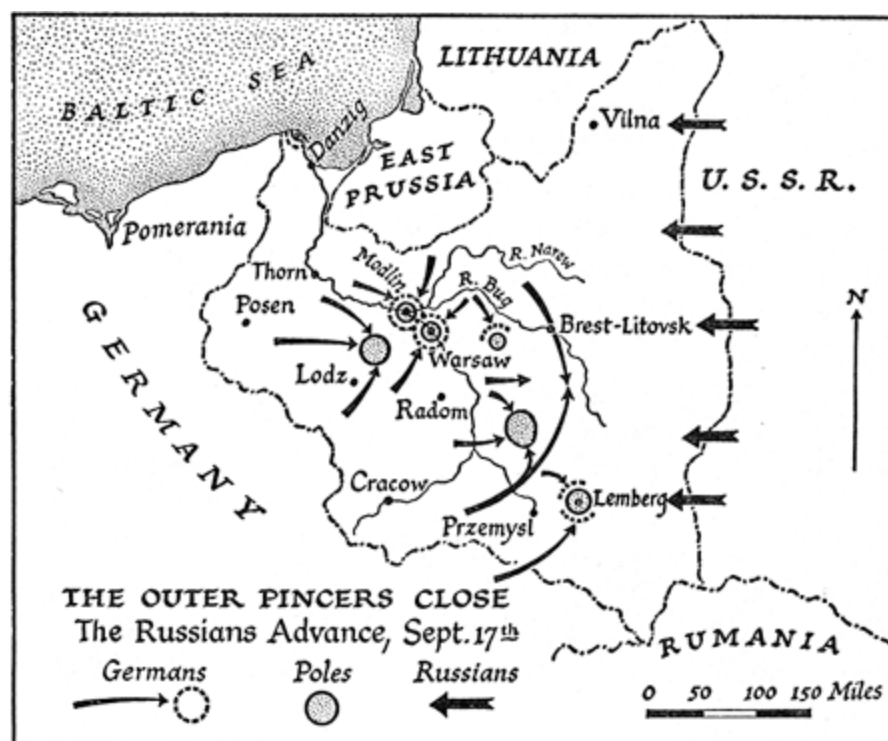 LITHUANIA
BALTIC SEA
Vilna
Danzig
EAST
PRUSSIA
U. S. S. R.
Pomerania
Thorn
Modlin
R. Narew
R. Bug
N
Posen
Brest-Litovsk
Warsaw
GERMANY
Lodz
Radom
Cracow
Lemberg
Przemysl
THE OUTER PINCERS CLOSE
The Russians Advance, Sept. 17th
RUMANIA
Germans Poles Russians
0 50 100 150 Miles